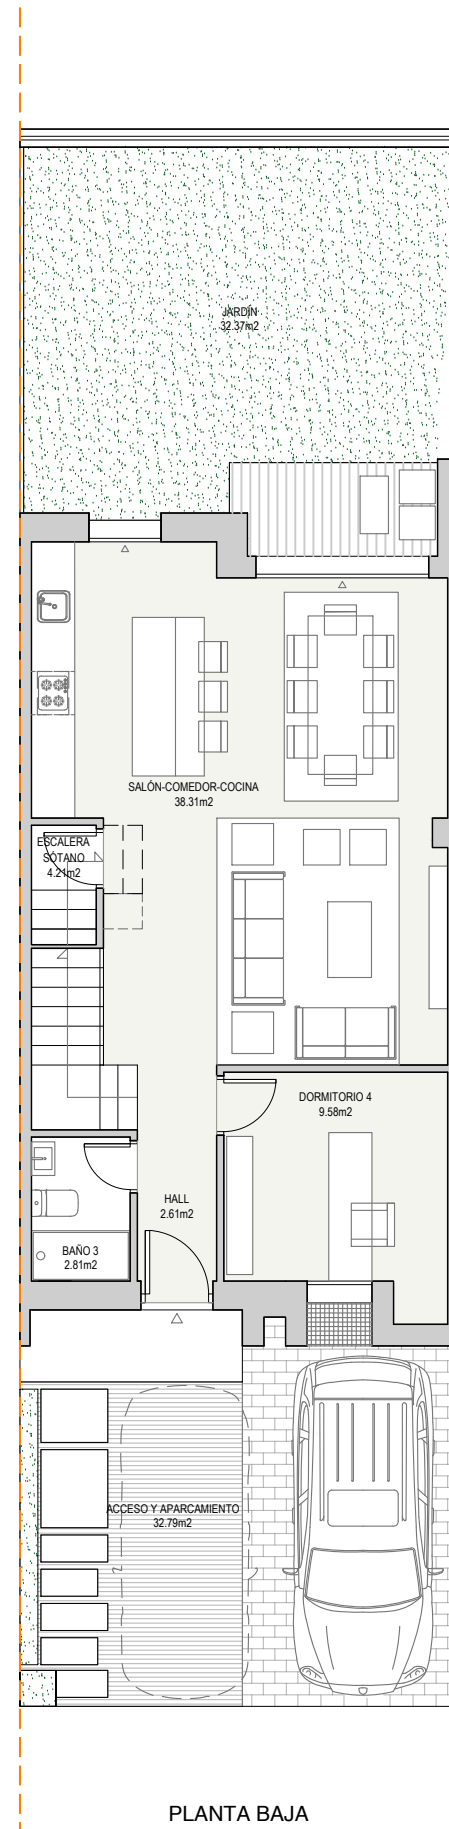 JARDÍN
32.37m2
SALÓN-COMEDOR-COCINA
38.31m2
ESCALERA
SÓTANO
4.21m2
DORMITORIO 4
9.58m2
HALL
2.61m2
BAÑO 3
2.81m2
ACCESO Y APARCAMIENTO
32.79m2
PLANTA BAJA